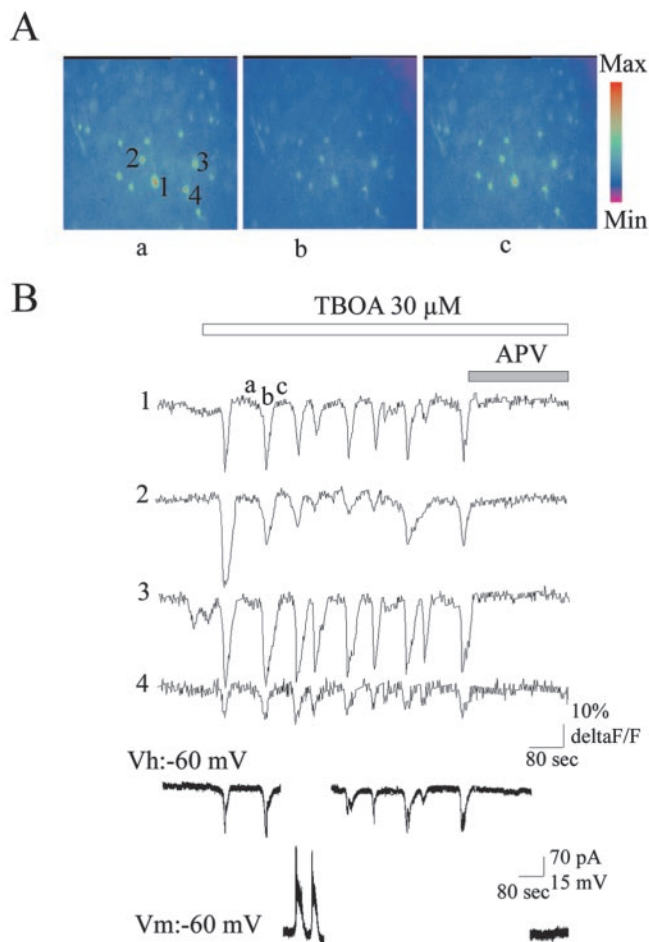 A
Max
2
3
1
4
Min
a
b
c
B
TBOA 30 µM
APV
a
b
c
1
2
3
4
10%
deltaF/F
80 sec
Vh:-60 mV
70 pA
80 sec
15 mV
Vm:-60 mV